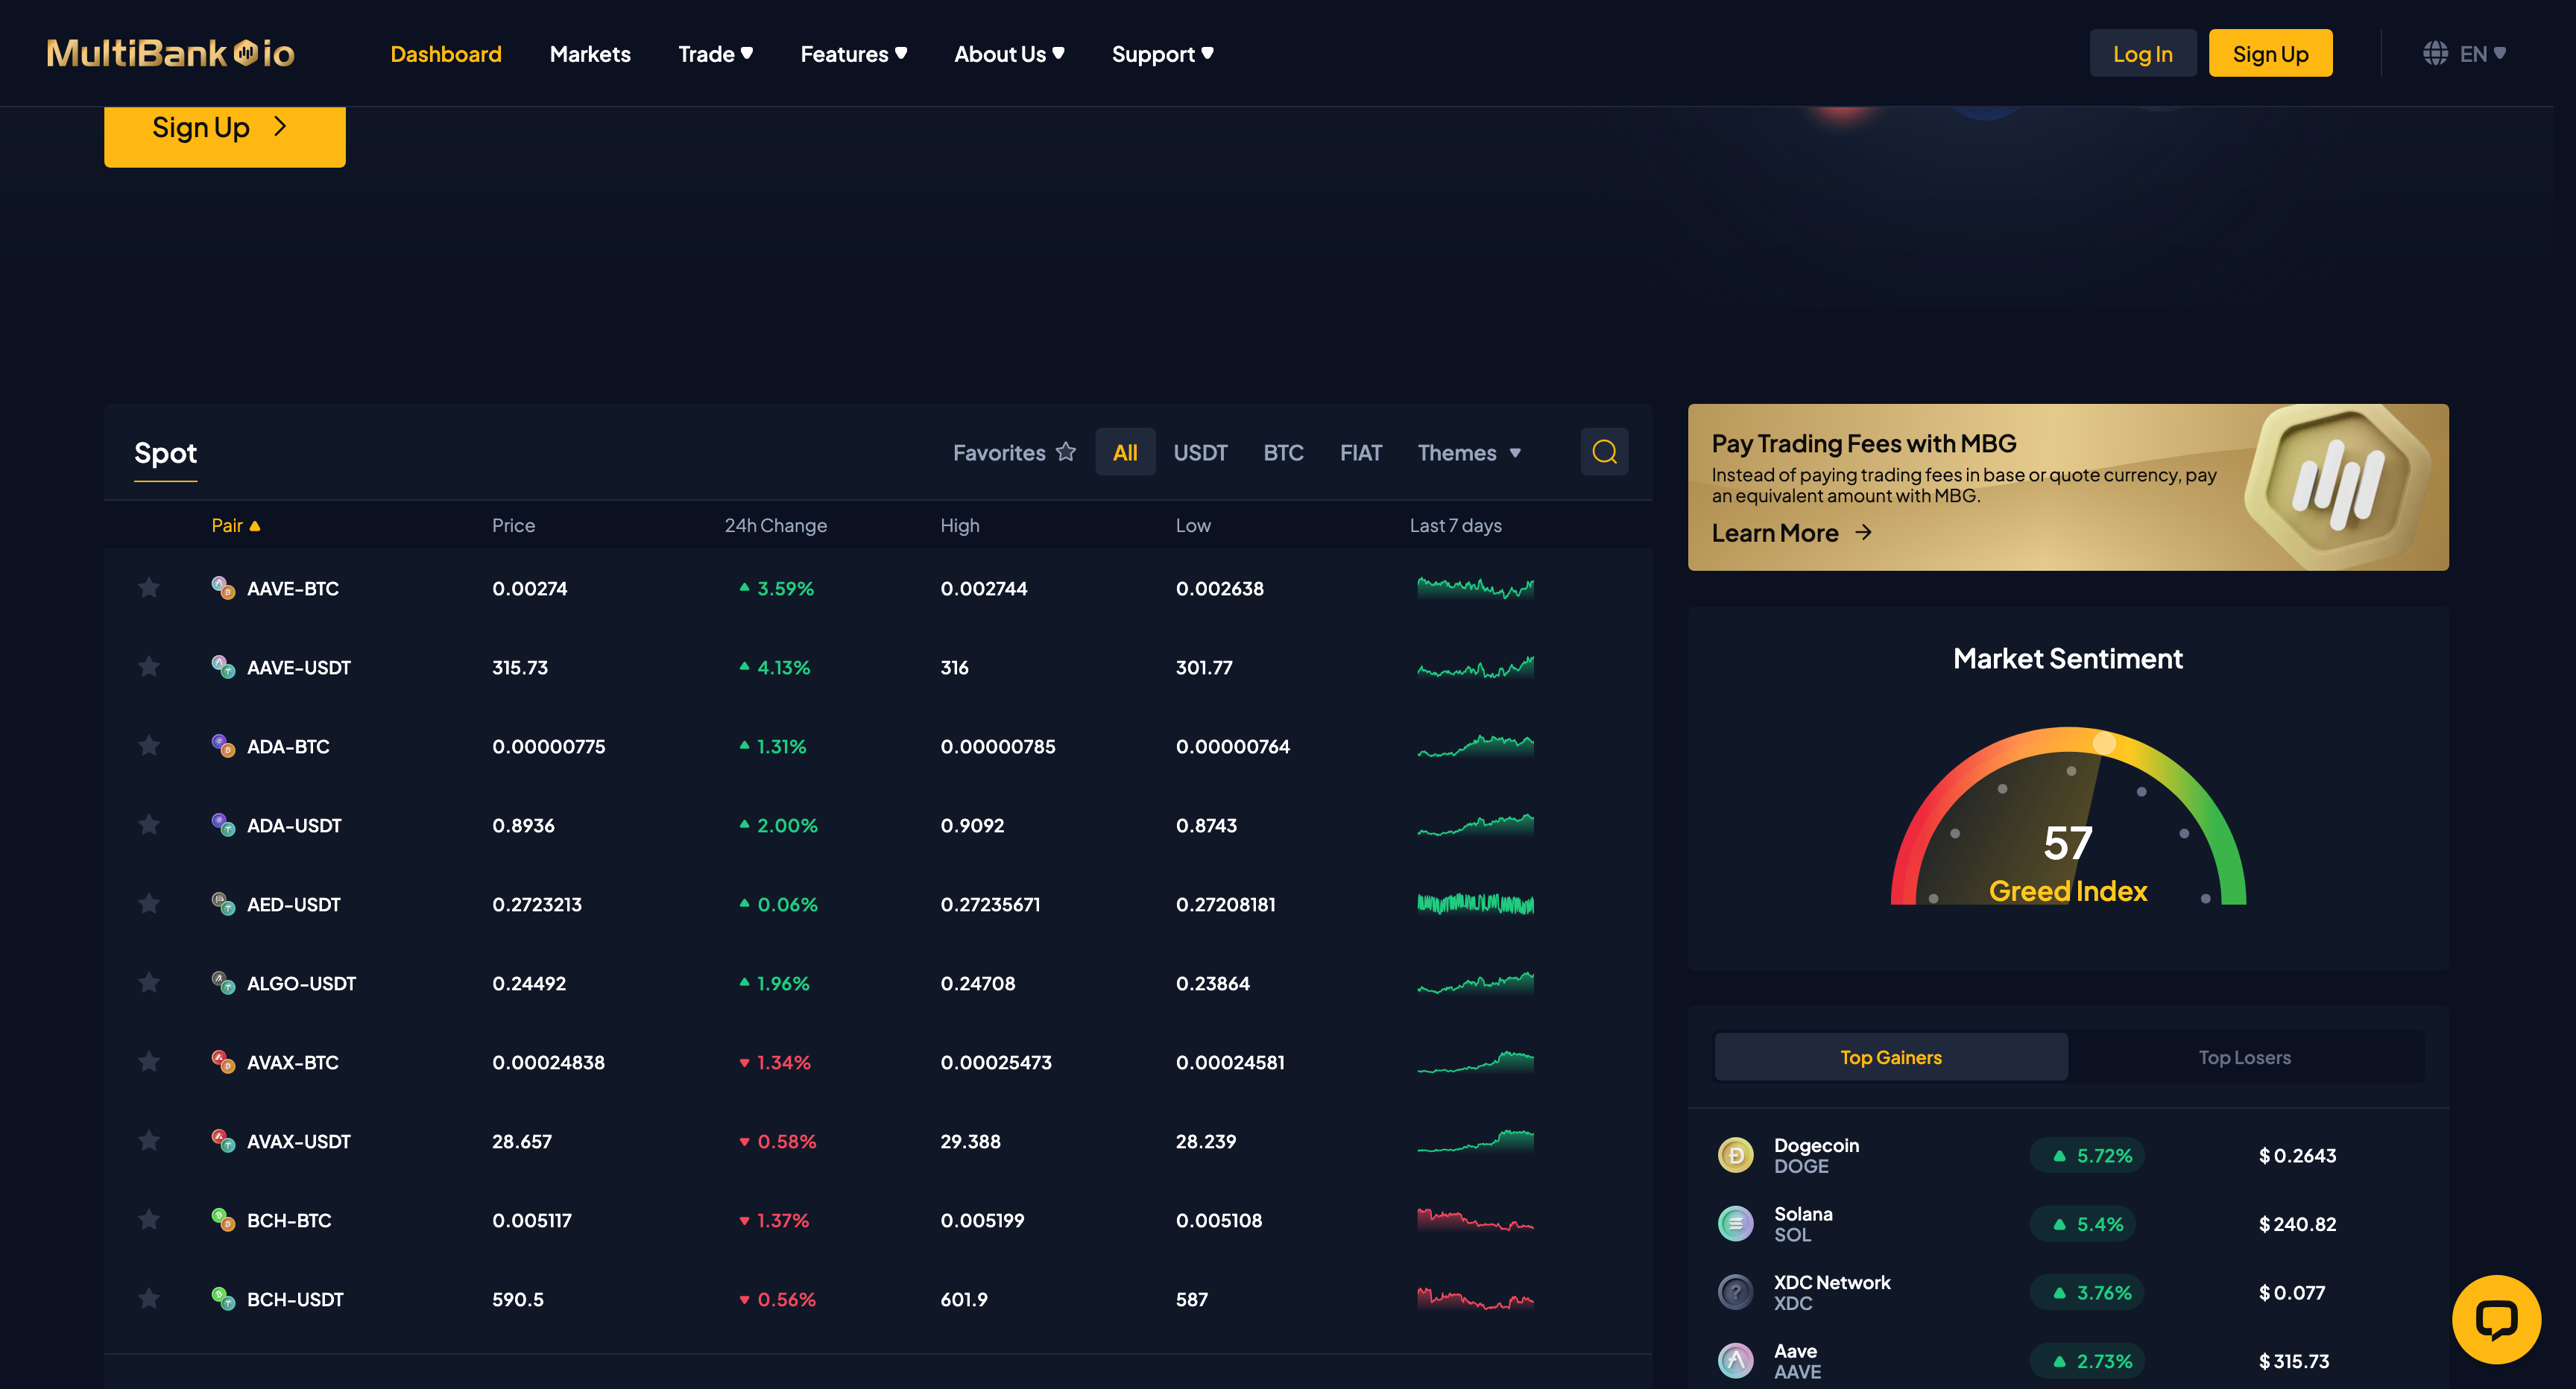 MultiBank io
Dashboard Markets Trade Features About Us Support Log In Sign Up EN
Sign Up
Spot Favorites All USDT BTC FIAT Themes
Pair Price 24h Change High Low Last 7 days
AAVE-BTC 0.00274 3.59% 0.002744 0.002638
AAVE-USDT 315.73 4.13% 316 301.77
ADA-BTC 0.00000775 1.31% 0.00000785 0.00000764
ADA-USDT 0.8936 2.00% 0.9092 0.8743
AED-USDT 0.2723213 0.06% 0.27235671 0.27208181
ALGO-USDT 0.24492 1.96% 0.24708 0.23864
AVAX-BTC 0.00024838 1.34% 0.00025473 0.00024581
AVAX-USDT 28.657 0.58% 29.388 28.239
BCH-BTC 0.005117 1.37% 0.005199 0.005108
BCH-USDT 590.5 0.56% 601.9 587
Pay Trading Fees with MBG
Instead of paying trading fees in base or quote currency, pay
an equivalent amount with MBG.
Learn More
Market Sentiment
57
Greed Index
Top Gainers Top Losers
Dogecoin
DOGE
5.72% $ 0.2643
Solana
SOL
5.4% $ 240.82
XDC Network
XDC
3.76% $ 0.077
Aave
AAVE
2.73% $ 315.73